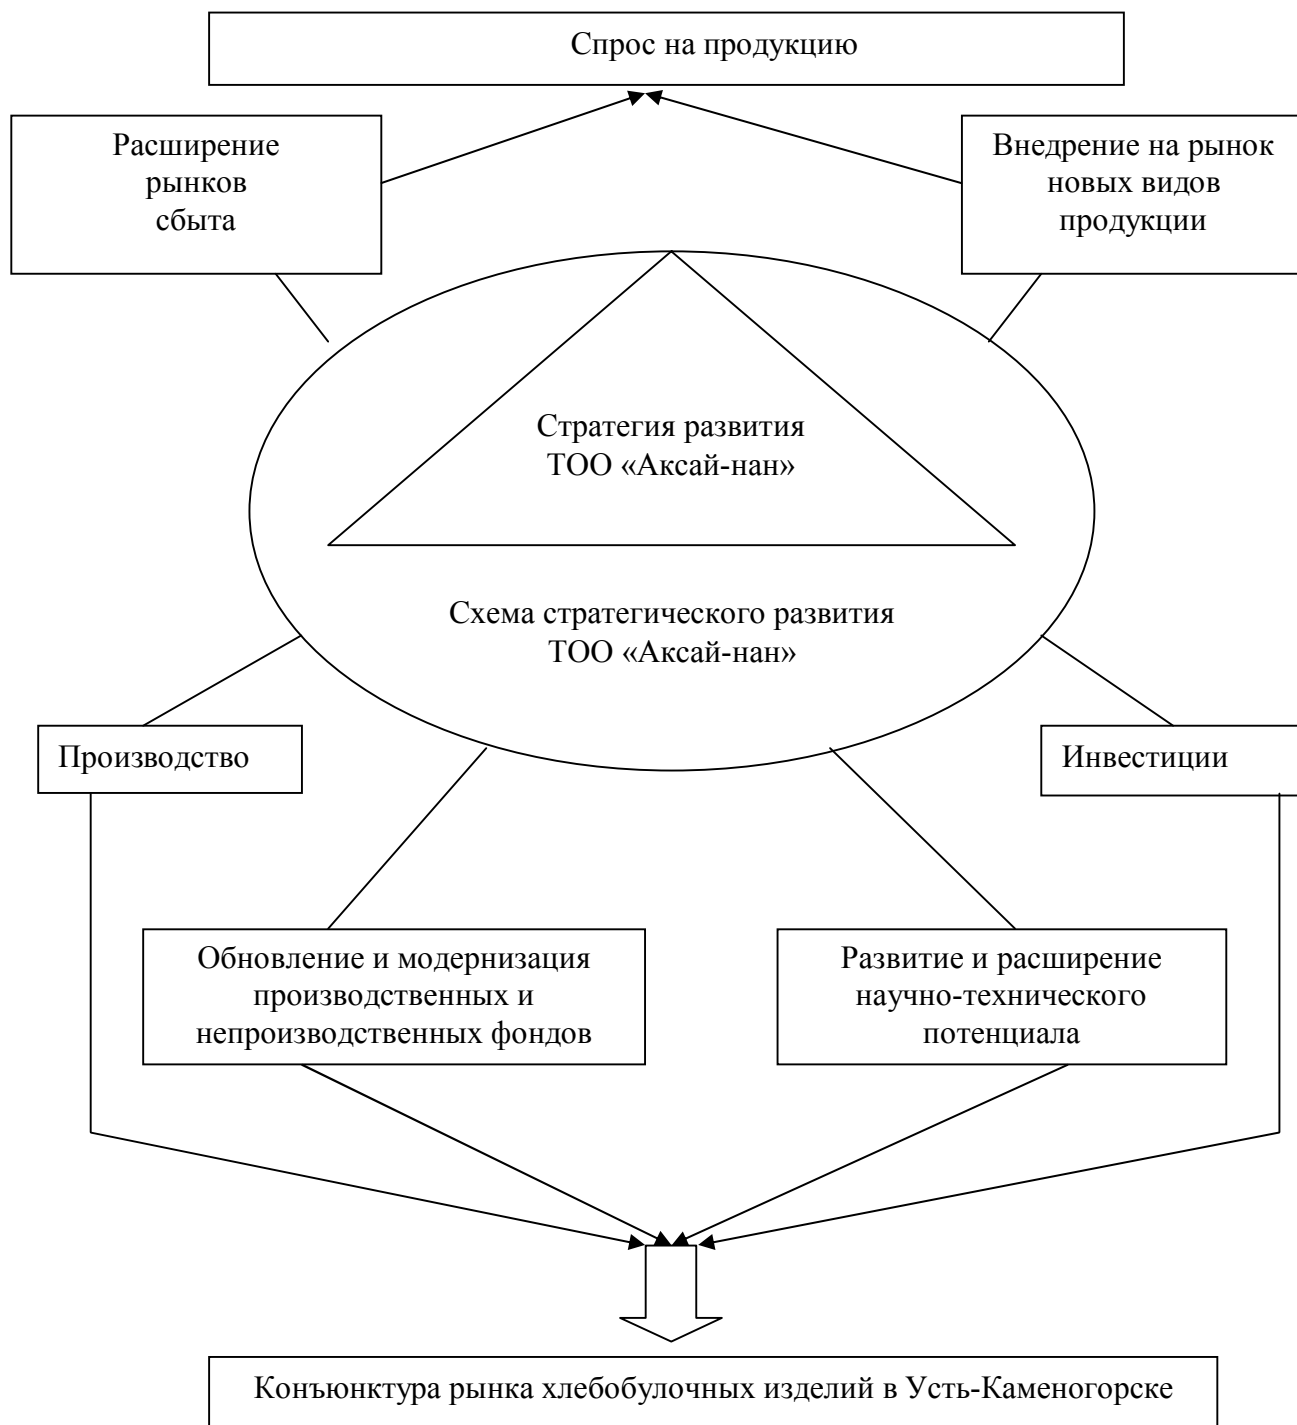 Спрос на продукцию
Расширение
рынков
сбыта
Внедрение на рынок
новых видов
продукции
Стратегия развития
ТОО «Аксай-нан»
Схема стратегического развития
ТОО «Аксай-нан»
Производство
Инвестиции
Обновление и модернизация
производственных и
непроизводственных фондов
Развитие и расширение
научно-технического
потенциала
Конъюнктура рынка хлебобулочных изделий в Усть-Каменогорске